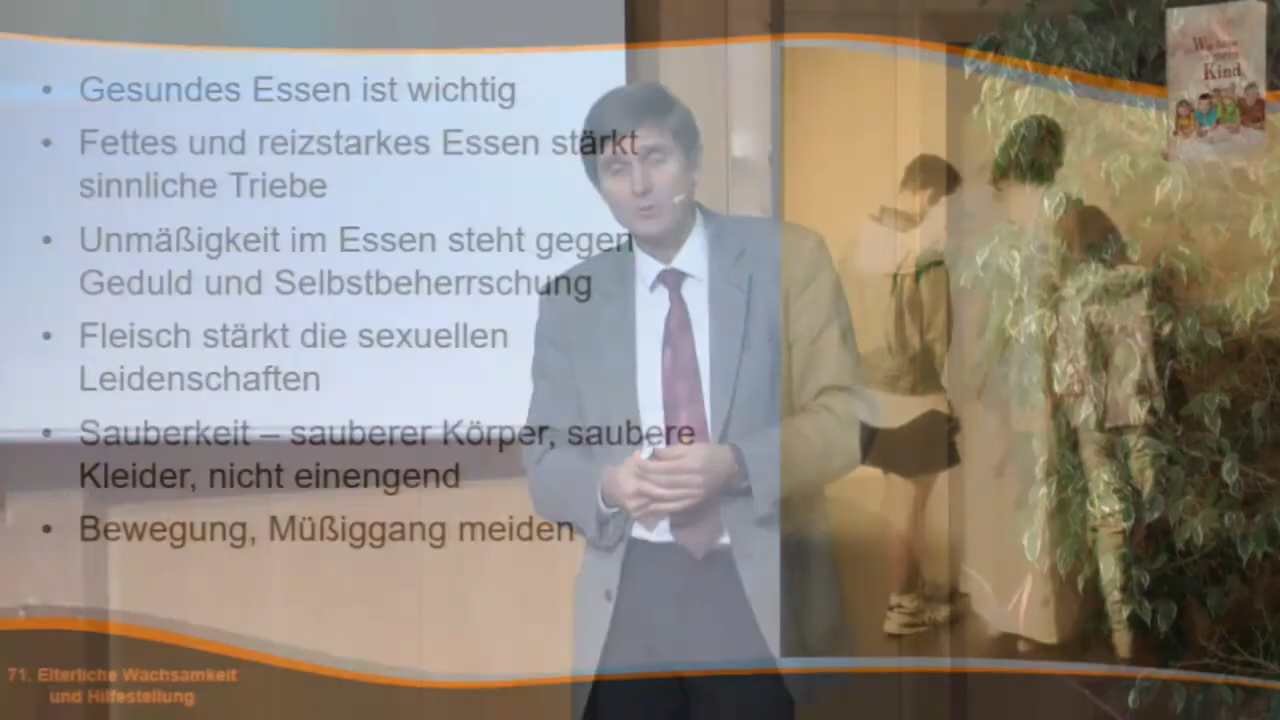 • Gesundes Essen ist wichtig
• Fettes und reizstarkes Essen stärkt
sinnliche Triebe
• Unmäßigkeit im Essen steht gegen
Geduld und Selbstbeherrschung
• Fleisch stärkt die sexuellen
Leidenschaften
• Sauberkeit – sauberer Körper, saubere
Kleider, nicht einengend
• Bewegung, Müßiggang meiden
71. Elterliche Wachsamkeit
und Hilfestellung
Kind